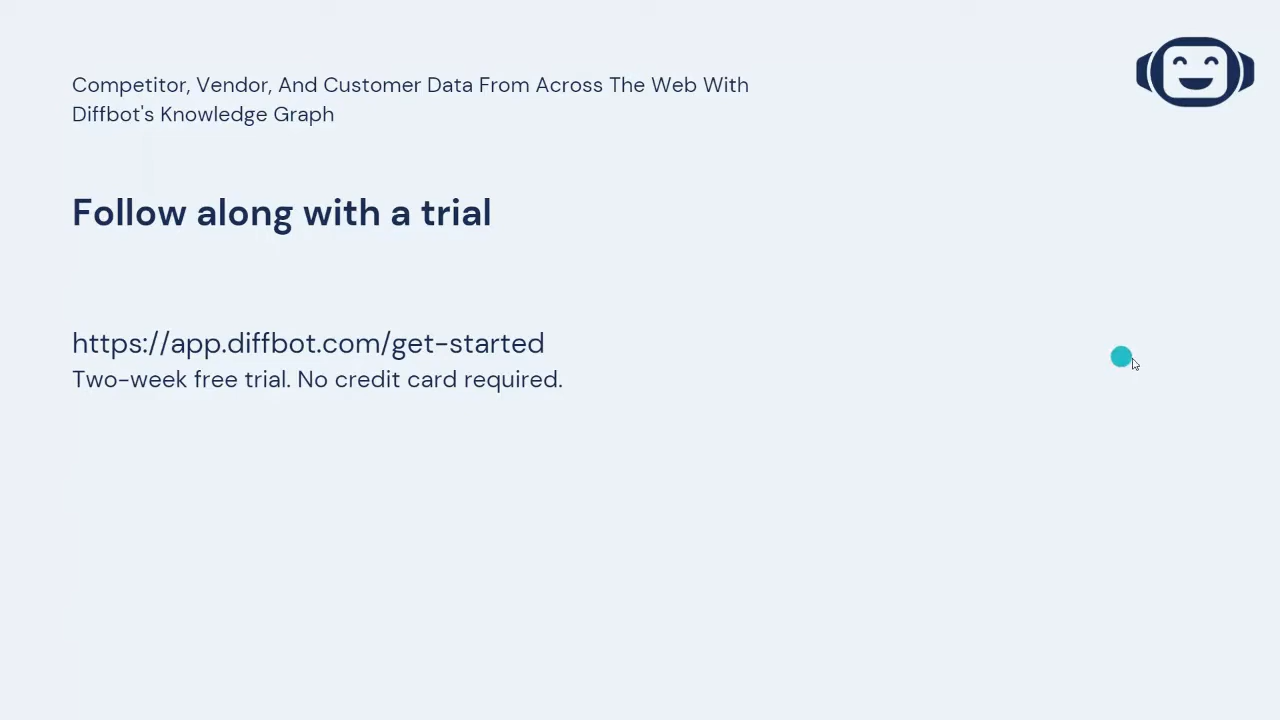 Competitor, Vendor, And Customer Data From Across The Web With
Diffbot's Knowledge Graph
Follow along with a trial
https://app.diffbot.com/get-started
Two-week free trial. No credit card required.